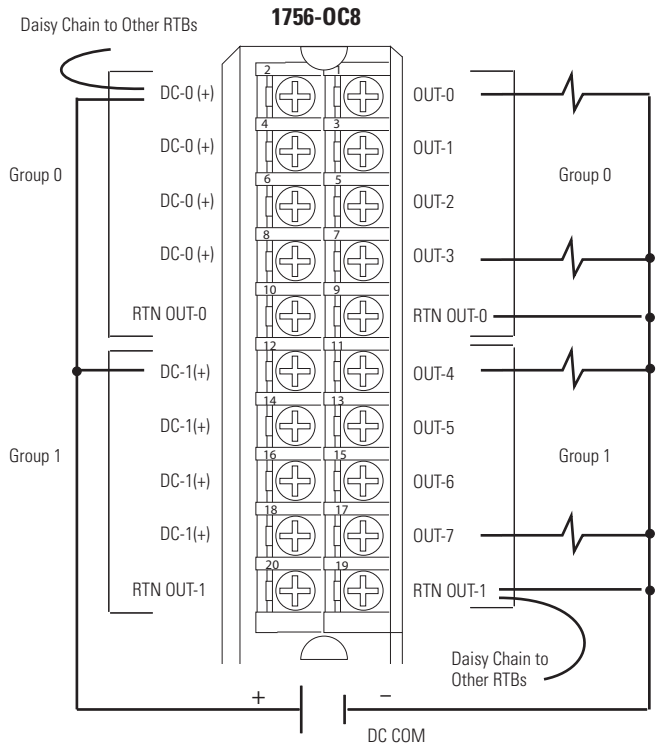 1756-OC8
Daisy Chain to Other RTBs
DC-0 (+) 2 1 OUT-0
DC-0 (+) 4 3 OUT-1
Group 0 Group 0
DC-0 (+) 6 5 OUT-2
DC-0 (+) 8 7 OUT-3
RTN OUT-0 10 9 RTN OUT-0
DC-1(+) 12 11 OUT-4
DC-1(+) 14 13 OUT-5
Group 1 Group 1
DC-1(+) 16 15 OUT-6
DC-1(+) 18 17 OUT-7
RTN OUT-1 20 19 RTN OUT-1
Daisy Chain to
Other RTBs
+ –
DC COM